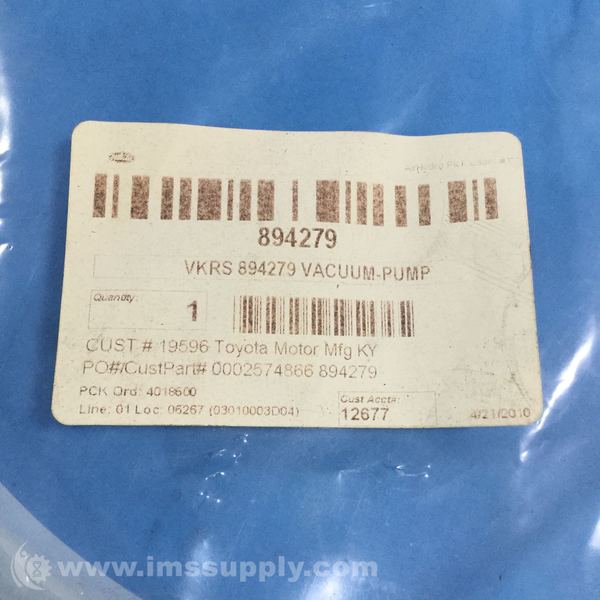 894279
VKRS 894279 VACUUM-PUMP
Quantity: 1
CUST # 19596 Toyota Motor Mfg KY
PO#/CustPart# 0002574866 894279
PCK Ord: 4018600
Line: 01 Loc: 06267 (03010003D04)
Cust Acct#:
12677
4/21/2010
www.imssupply.com